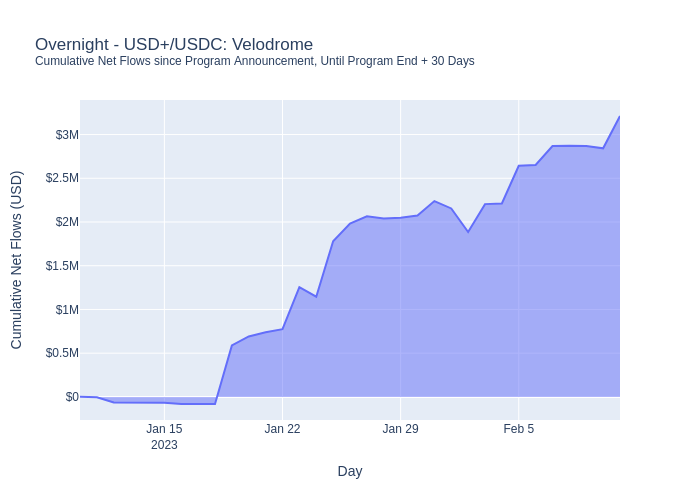 Overnight - USD+/USDC: Velodrome
Cumulative Net Flows since Program Announcement, Until Program End + 30 Days
Cumulative Net Flows (USD)
$3M
$2.5M
$2M
$1.5M
$1M
$0.5M
$0
Jan 15
2023
Jan 22
Jan 29
Feb 5
Day